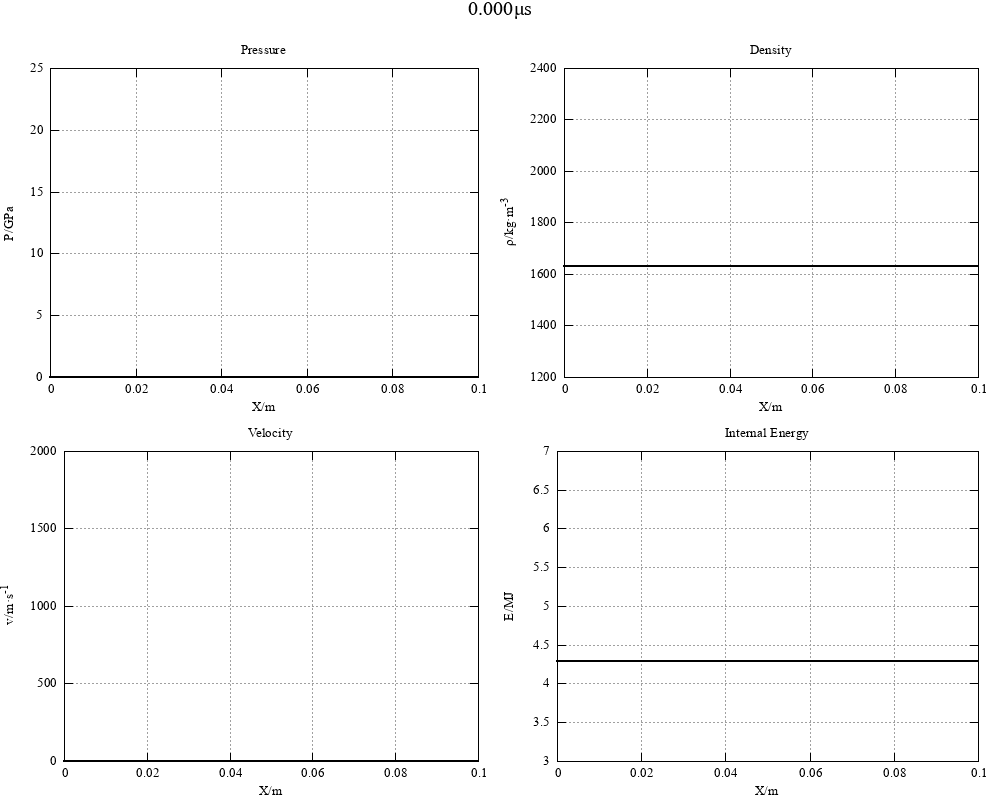 0.000μs
Pressure
25
20
15
10
5
0
P/GPa
0 0.02 0.04 0.06 0.08 0.1
X/m
Density
2400
2200
2000
1800
1600
1400
1200
ρ/kg·m⁻³
0 0.02 0.04 0.06 0.08 0.1
X/m
Velocity
2000
1500
1000
500
0
v/m·s⁻¹
0 0.02 0.04 0.06 0.08 0.1
X/m
Internal Energy
7
6.5
6
5.5
5
4.5
4
3.5
3
E/MJ
0 0.02 0.04 0.06 0.08 0.1
X/m